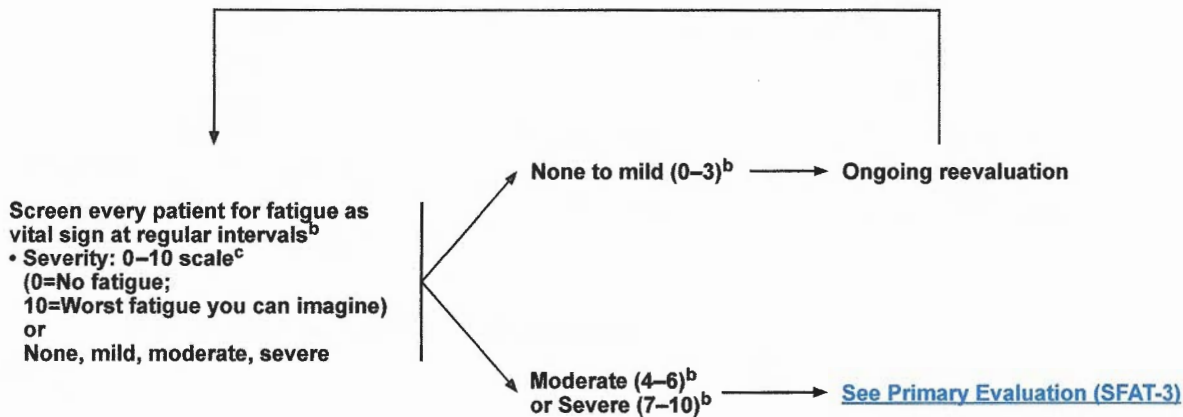 Screen every patient for fatigue as
vital sign at regular intervalsb
• Severity: 0–10 scalec
(0=No fatigue;
10=Worst fatigue you can imagine)
or
None, mild, moderate, severe
None to mild (0–3)b
Ongoing reevaluation
Moderate (4–6)b
or Severe (7–10)b
See Primary Evaluation (SFAT-3)